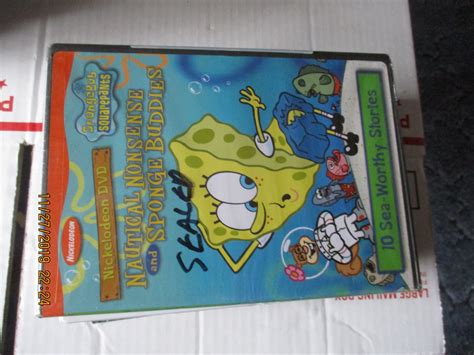 SPONGEBOB
SQUAREPANTS
Nickelodeon DVD
NAUTICAL NONSENSE
and SPONGE BUDDIES
10 Sea-Worthy Stories
NICKELODEON
SEALED
11/27/2019 22:24
LARGE MAILING BOX